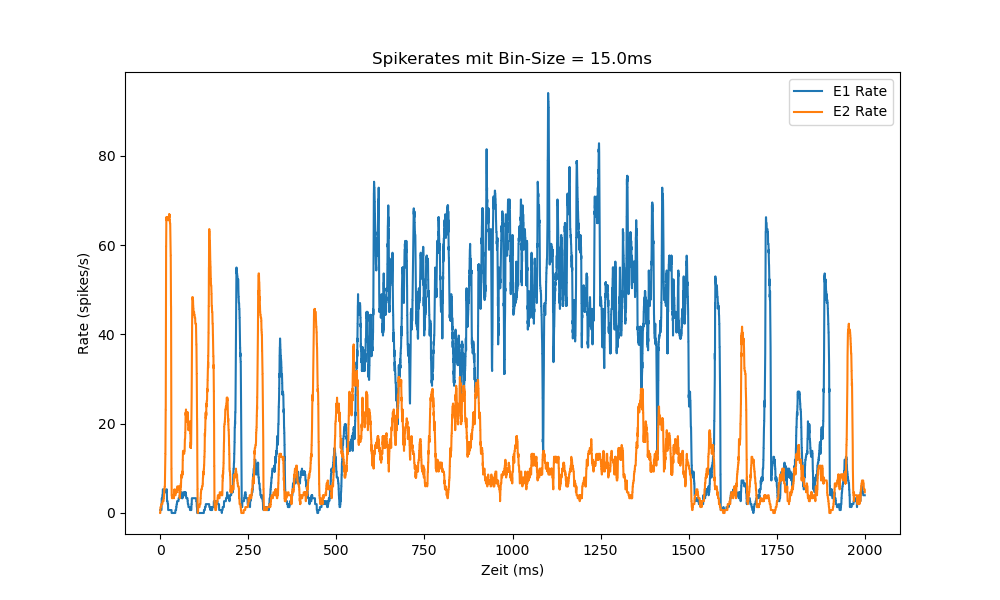 Spikerates mit Bin-Size = 15.0ms
E1 Rate
E2 Rate
80
60
40
20
0
Rate (spikes/s)
0 250 500 750 1000 1250 1500 1750 2000
Zeit (ms)